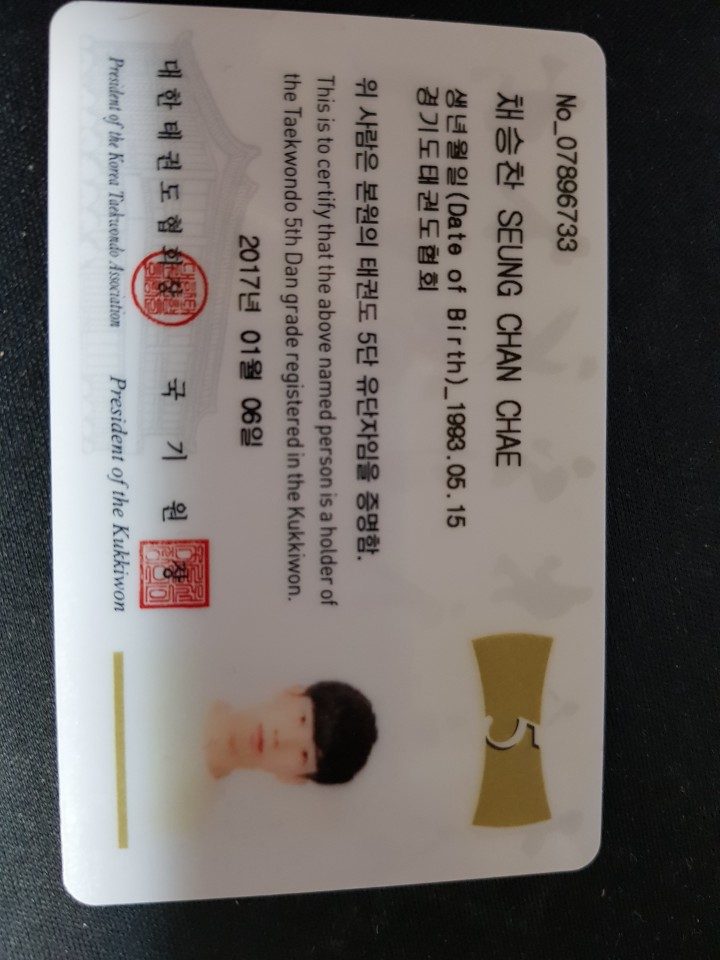 No_07896733
채승찬 SEUNG CHAN CHAE
생년월일(Date of Birth)_1993.05.15
경기도태권도협회
5
위 사람은 본원의 태권도 5단 유단자임을 증명함.
This is to certify that the above named person is a holder of
the Taekwondo 5th Dan grade registered in the Kukkiwon.
2017년 01월 06일
대한태권도협회장 국기원장
President of the Korea Taekwondo Association President of the Kukkiwon